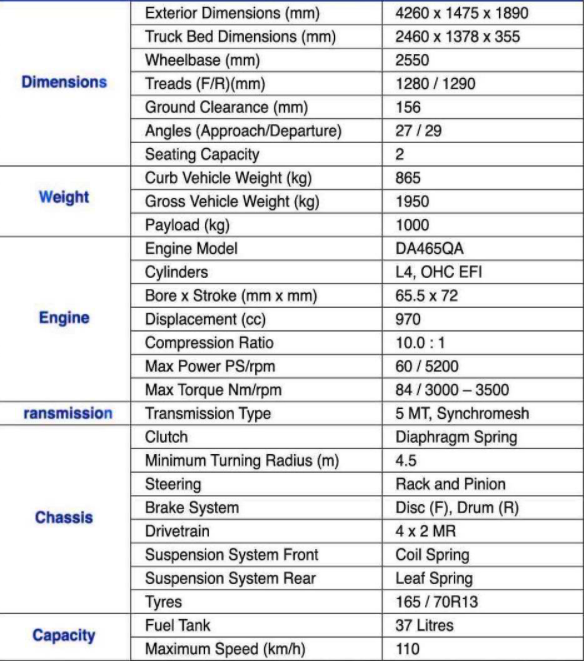 Dimensions
Exterior Dimensions (mm) 4260 x 1475 x 1890
Truck Bed Dimensions (mm) 2460 x 1378 x 355
Wheelbase (mm) 2550
Treads (F/R)(mm) 1280 / 1290
Ground Clearance (mm) 156
Angles (Approach/Departure) 27 / 29
Seating Capacity 2
Weight
Curb Vehicle Weight (kg) 865
Gross Vehicle Weight (kg) 1950
Payload (kg) 1000
Engine
Engine Model DA465QA
Cylinders L4, OHC EFI
Bore x Stroke (mm x mm) 65.5 x 72
Displacement (cc) 970
Compression Ratio 10.0 : 1
Max Power PS/rpm 60 / 5200
Max Torque Nm/rpm 84 / 3000 – 3500
ransmission Transmission Type 5 MT, Synchromesh
Chassis
Clutch Diaphragm Spring
Minimum Turning Radius (m) 4.5
Steering Rack and Pinion
Brake System Disc (F), Drum (R)
Drivetrain 4 x 2 MR
Suspension System Front Coil Spring
Suspension System Rear Leaf Spring
Tyres 165 / 70R13
Capacity
Fuel Tank 37 Litres
Maximum Speed (km/h) 110